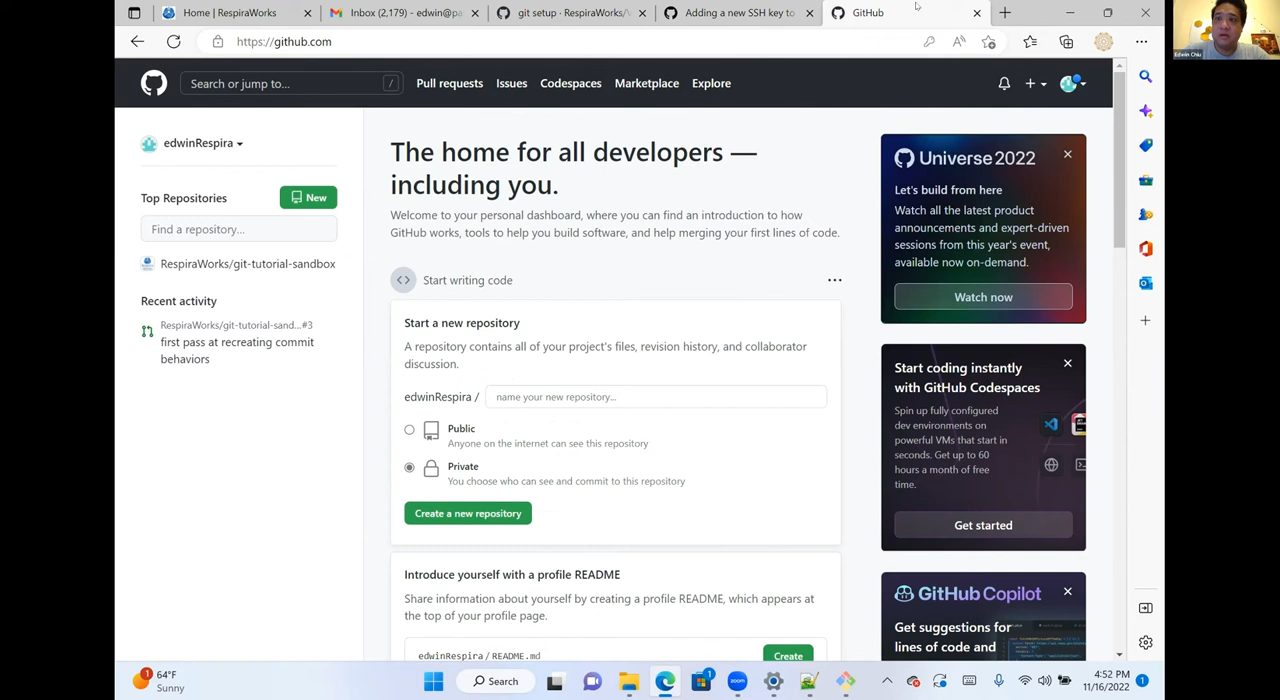 Home | RespiraWorks
Inbox (2,179) - edwin@pa
git setup · RespiraWorks/V
Adding a new SSH key to
GitHub
https://github.com
Edwin Chiu
Search or jump to...
/
Pull requests
Issues
Codespaces
Marketplace
Explore
edwinRespira
Top Repositories
New
Find a repository...
RespiraWorks/git-tutorial-sandbox
Recent activity
RespiraWorks/git-tutorial-sand...#3
first pass at recreating commit
behaviors
The home for all developers —
including you.
Welcome to your personal dashboard, where you can find an introduction to how
GitHub works, tools to help you build software, and help merging your first lines of code.
Start writing code
Start a new repository
A repository contains all of your project's files, revision history, and collaborator
discussion.
edwinRespira /
name your new repository...
Public
Anyone on the internet can see this repository
Private
You choose who can see and commit to this repository
Create a new repository
Introduce yourself with a profile README
Share information about yourself by creating a profile README, which appears
at the top of your profile page.
edwinRespira / README.md
Create
Universe 2022
Let's build from here
Watch all the latest product
announcements and expert-driven
sessions from this year's event,
available now on-demand.
Watch now
Start coding instantly
with GitHub Codespaces
Spin up fully configured
dev environments on
powerful VMs that start in
seconds. Get up to 60
hours a month of free
time.
Get started
GitHub Copilot
Get suggestions for
lines of code and
1
64°F
Sunny
Search
1
zoom
4:52 PM
11/16/2022
1